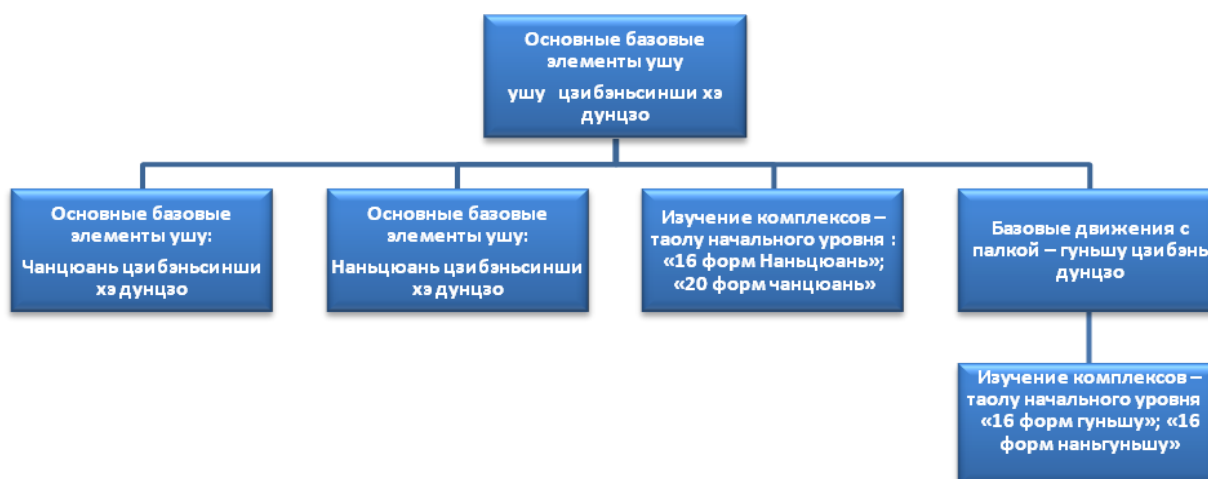 Основные базовые
элементы ушу
ушу цзибэньсинши хэ
дунцзо
Основные базовые
элементы ушу:
Чанцюань цзибэньсинши
хэ дунцзо
Основные базовые
элементы ушу:
Наньцюань цзибэньсинши
хэ дунцзо
Изучение комплексов –
таолу начального уровня :
«16 форм Наньцюань»;
«20 форм чанцюань»
Базовые движения с
палкой – гуньшу цзибэнь
дунцзо
Изучение комплексов –
таолу начального уровня
«16 форм гуньшу»; «16
форм наньгуньшу»